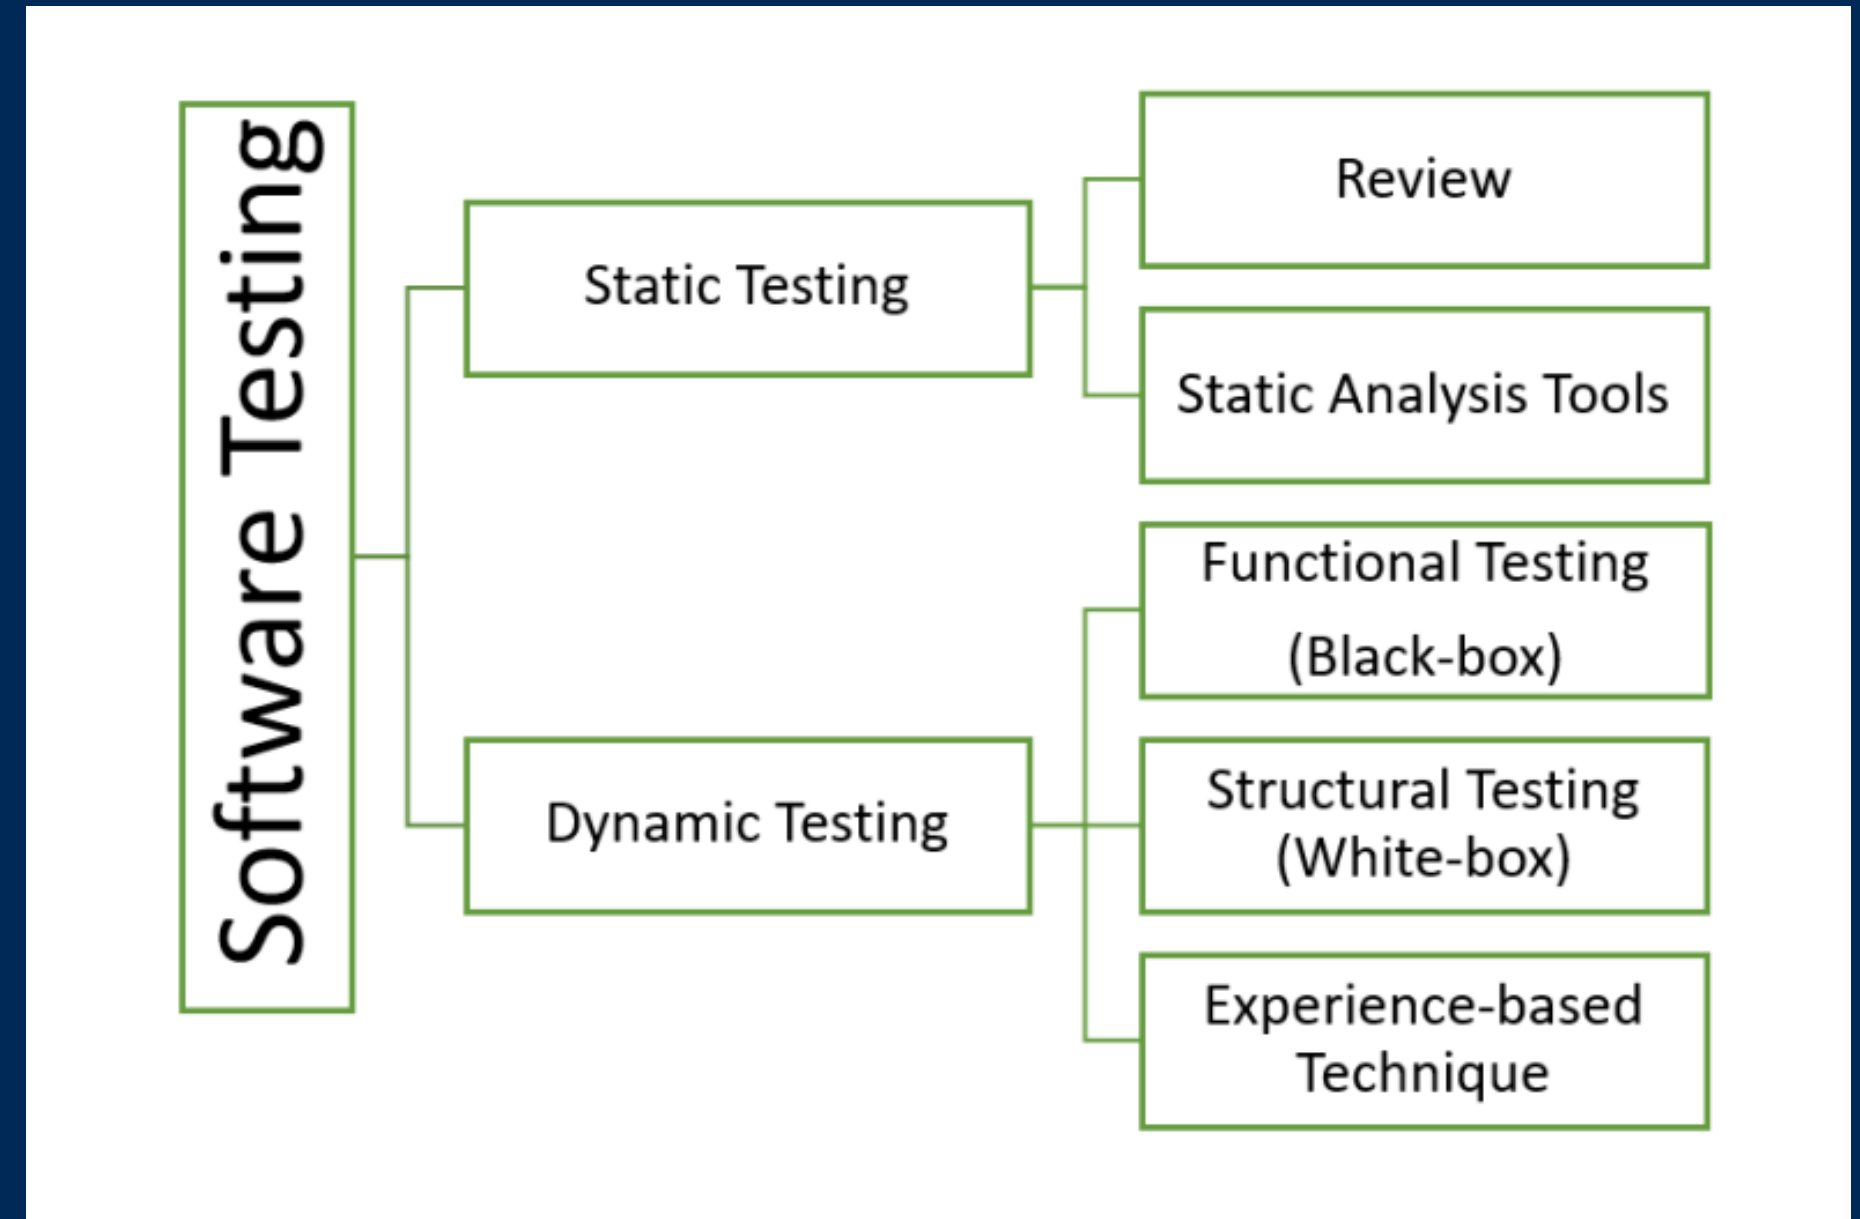 Software Testing
Static Testing
Review
Static Analysis Tools
Dynamic Testing
Functional Testing
(Black-box)
Structural Testing
(White-box)
Experience-based
Technique